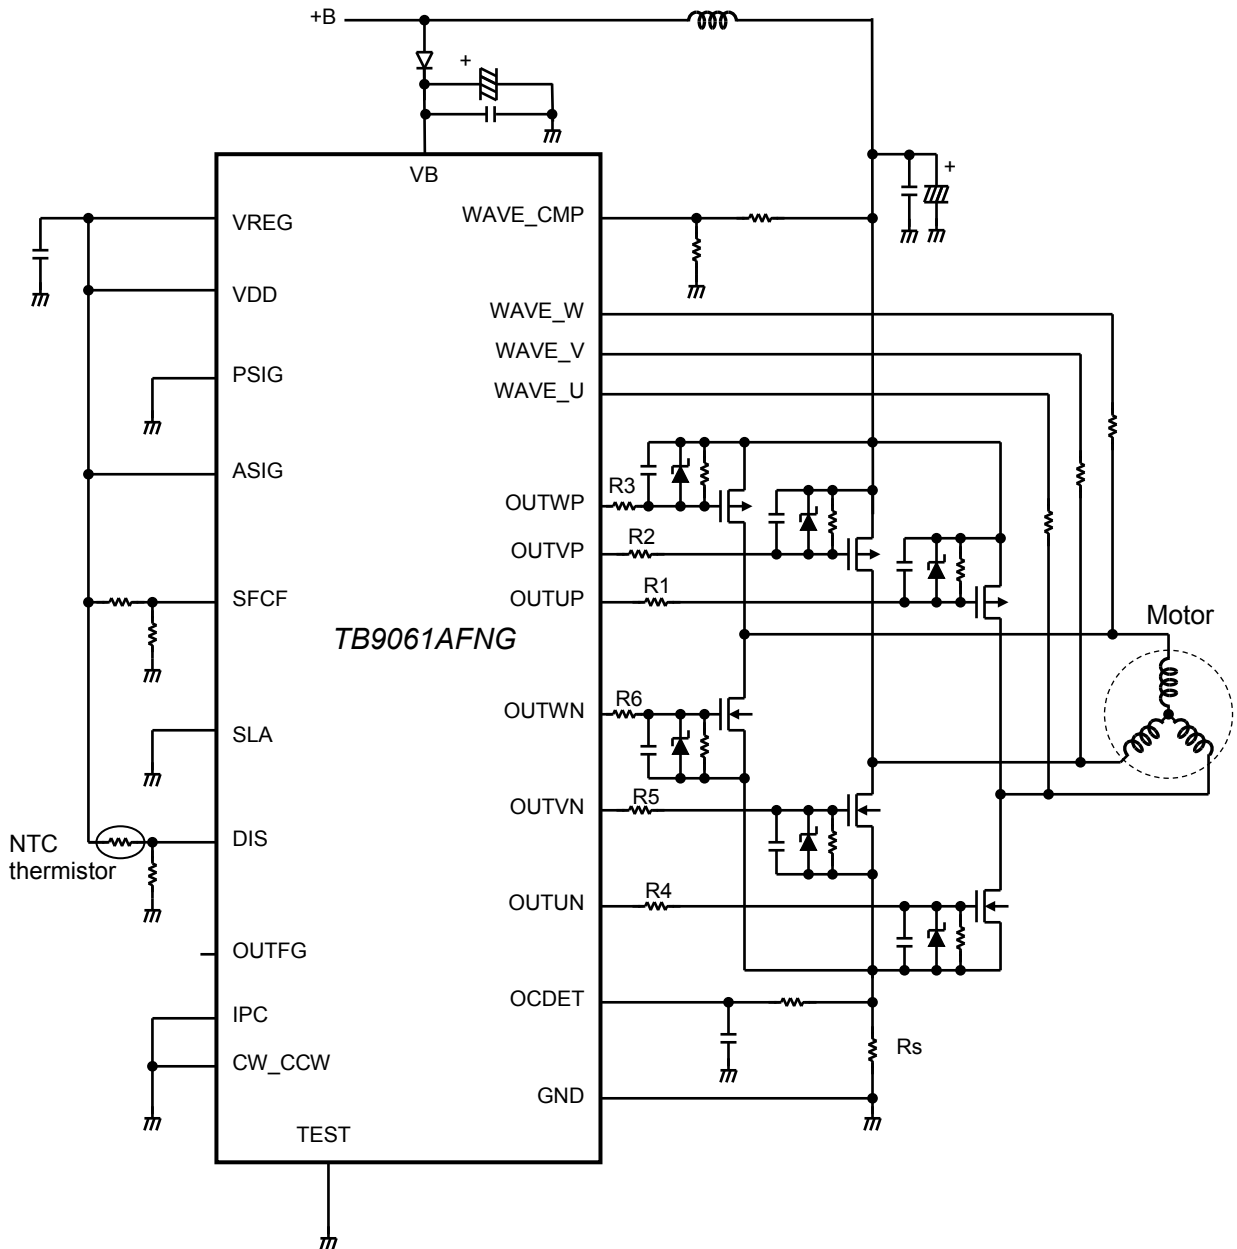 +B
+
VB
+
VREG
WAVE_CMP
VDD
WAVE_W
WAVE_V
PSIG
WAVE_U
ASIG
R3
OUTWP
R2
OUTVP
R1
SFCF
OUTUP
Motor
TB9061AFNG
R6
OUTWN
SLA
R5
OUTVN
NTC
thermistor
DIS
R4
OUTUN
OUTFG
OCDET
IPC
Rs
CW_CCW
GND
TEST